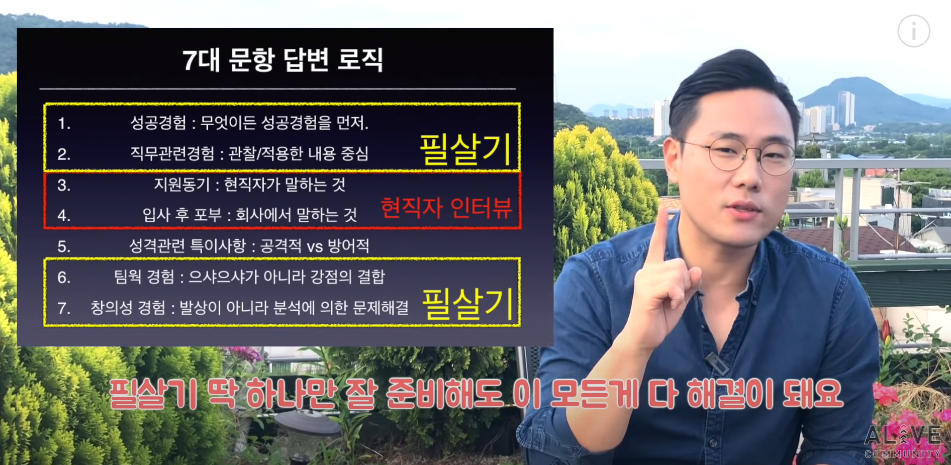 7대 문항 답변 로직
1. 성공경험 : 무엇이든 성공경험을 먼저.
2. 직무관련경험 : 관찰/적용한 내용 중심
필살기
3. 지원동기 : 현직자가 말하는 것
4. 입사 후 포부 : 회사에서 말하는 것
현직자 인터뷰
5. 성격관련 특이사항 : 공격적 vs 방어적
6. 팀웍 경험 : 으샤으샤가 아니라 강점의 결합
7. 창의성 경험 : 발상이 아니라 분석에 의한 문제해결
필살기
필살기 딱 하나만 잘 준비해도 이 모든게 다 해결이 돼요
ALIVE
COMMUNITY